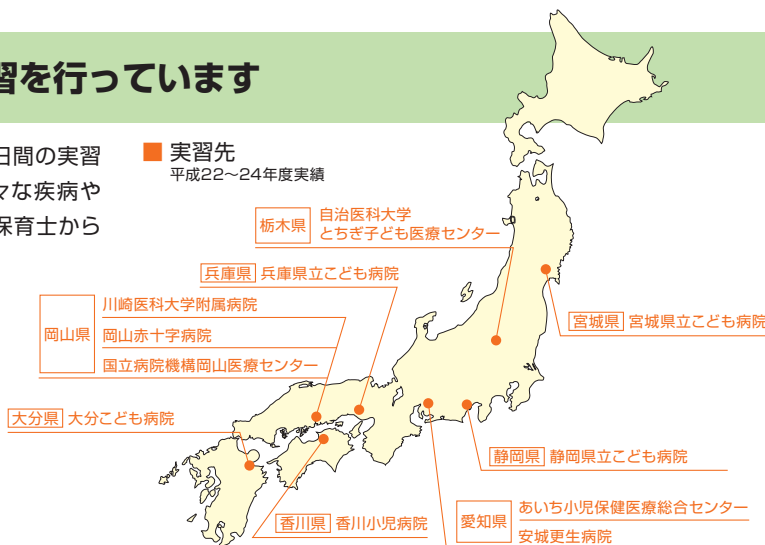 習を行っています
日間の実習
々な疾病や
保育士から
■ 実習先
平成22〜24年度実績
栃木県 自治医科大学
とちぎ子ども医療センター
兵庫県 兵庫県立こども病院
岡山県 川崎医科大学附属病院
岡山赤十字病院
国立病院機構岡山医療センター
宮城県 宮城県立こども病院
大分県 大分こども病院
静岡県 静岡県立こども病院
香川県 香川小児病院
愛知県 あいち小児保健医療総合センター
安城更生病院